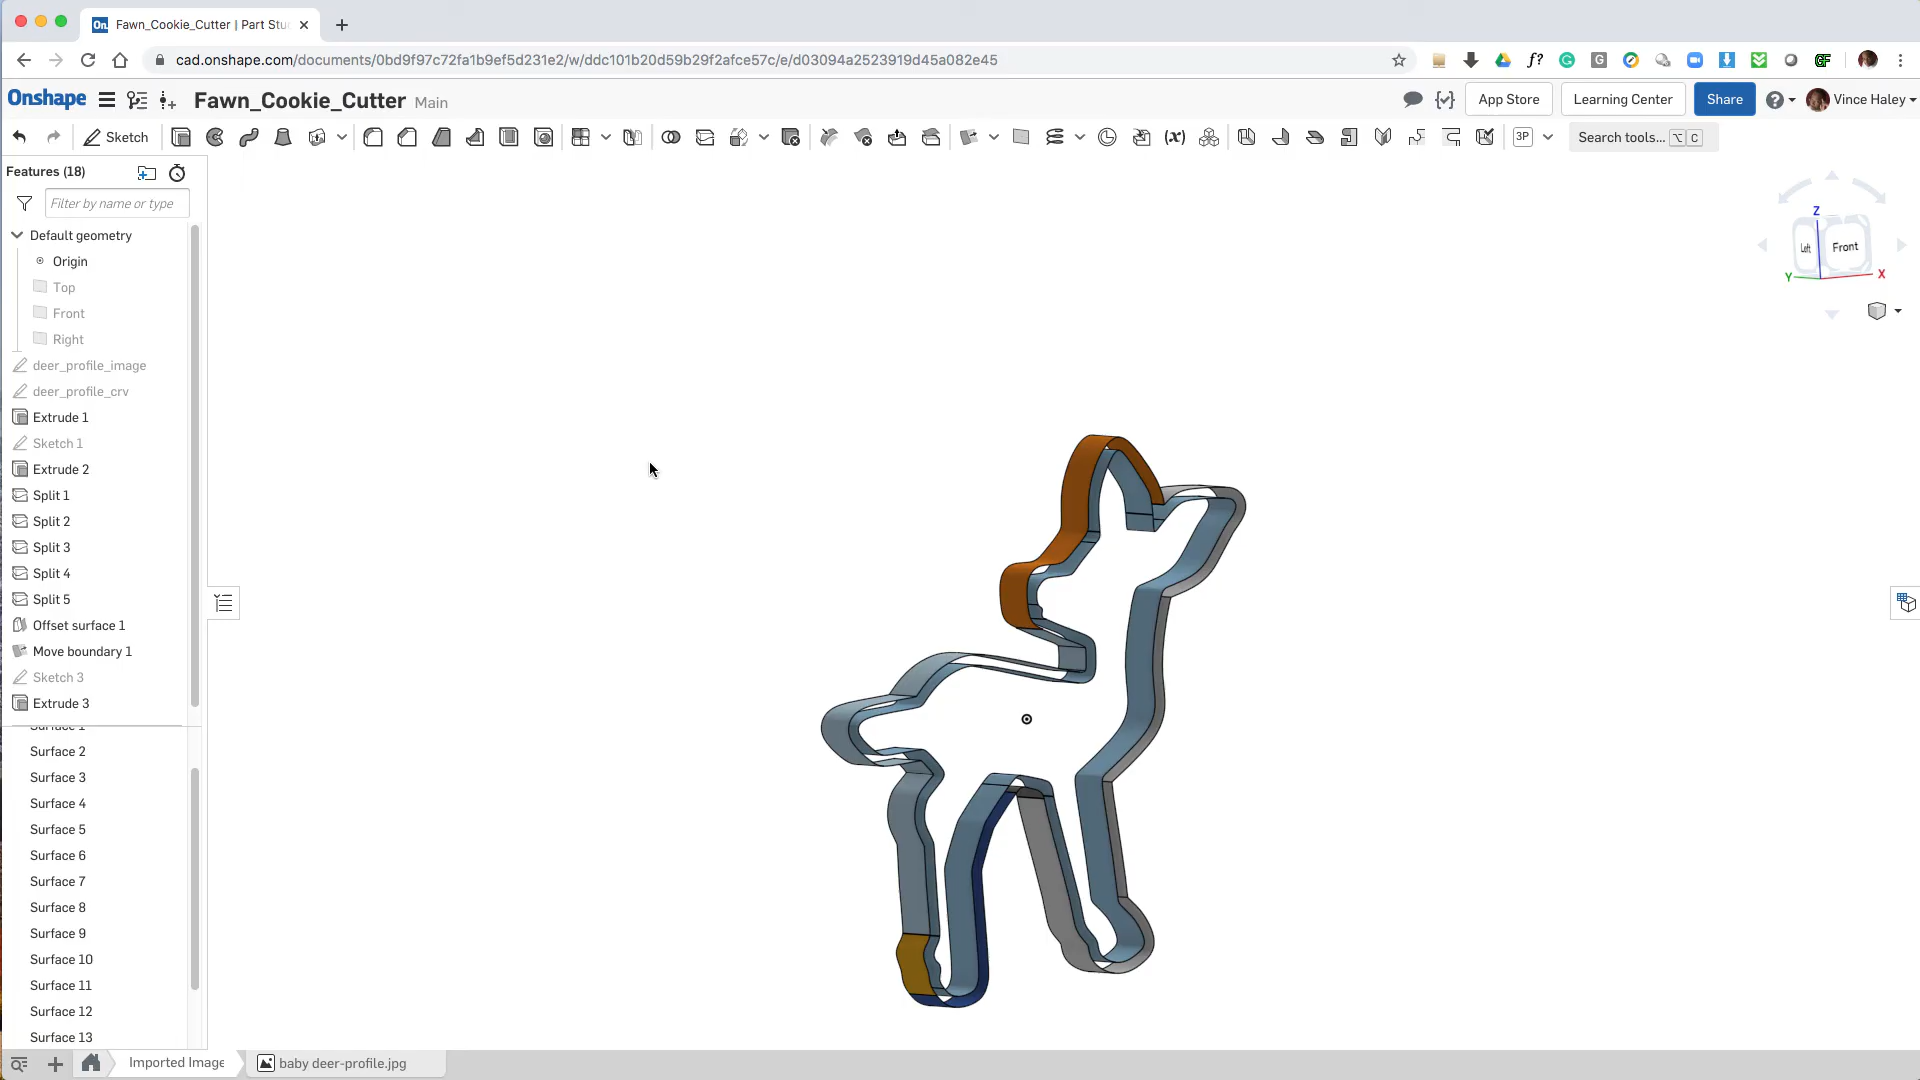 Fawn_Cookie_Cutter | Part Stu
cad.onshape.com/documents/0bd9f97c72fa1b9ef5d231e2/w/ddc101b20d59b29f2afce57c/e/d03094a2523919d45a082e45
Onshape
Fawn_Cookie_Cutter Main
App Store
Learning Center
Share
Vince Haley
Sketch
(x)
3P
Search tools... ⌥ C
Features (18)
Filter by name or type
Default geometry
Origin
Top
Front
Right
deer_profile_image
deer_profile_crv
Extrude 1
Sketch 1
Extrude 2
Split 1
Split 2
Split 3
Split 4
Split 5
Offset surface 1
Move boundary 1
Sketch 3
Extrude 3
Surface 1
Surface 2
Surface 3
Surface 4
Surface 5
Surface 6
Surface 7
Surface 8
Surface 9
Surface 10
Surface 11
Surface 12
Surface 13
Z
Left
Front
Y
X
Imported Image
baby deer-profile.jpg